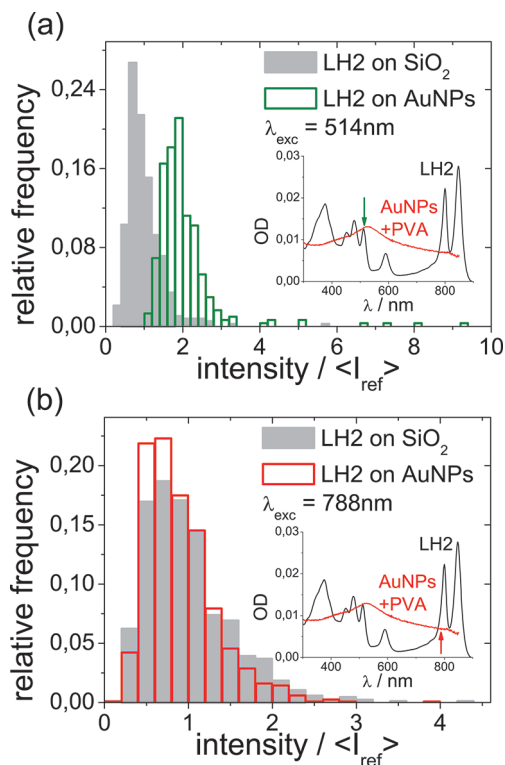 (a)
LH2 on SiO₂
LH2 on AuNPs
λexc = 514nm
relative frequency
0,24
0,16
0,08
0,00
0 2 4 6 8 10
intensity / <Iref>
OD
0,03
0,02
0,01
0,00
LH2
AuNPs
+PVA
400 600 800
λ / nm
(b)
LH2 on SiO₂
LH2 on AuNPs
λexc = 788nm
relative frequency
0,20
0,15
0,10
0,05
0,00
0 1 2 3 4
intensity / <Iref>
OD
0,03
0,02
0,01
0,00
LH2
AuNPs
+PVA
400 600 800
λ / nm